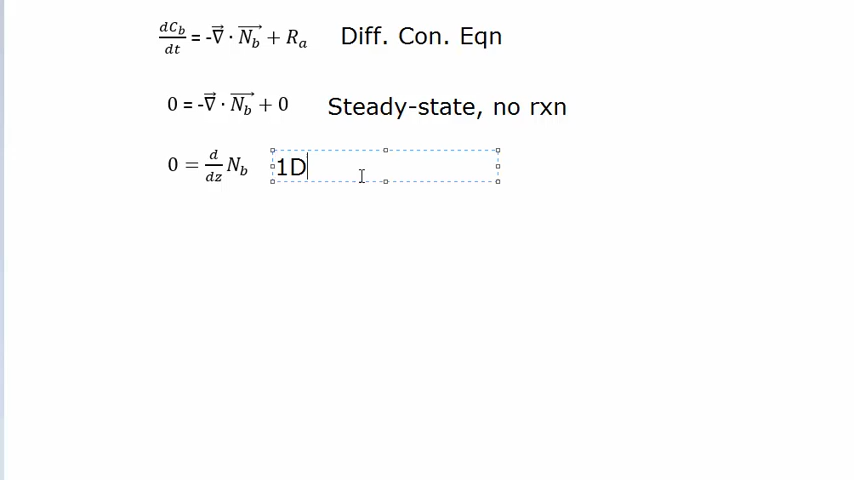 dC_b/dt = -∇⃗ · N_b⃗ + R_a Diff. Con. Eqn
0 = -∇⃗ · N_b⃗ + 0 Steady-state, no rxn
0 = d/dz N_b 1D